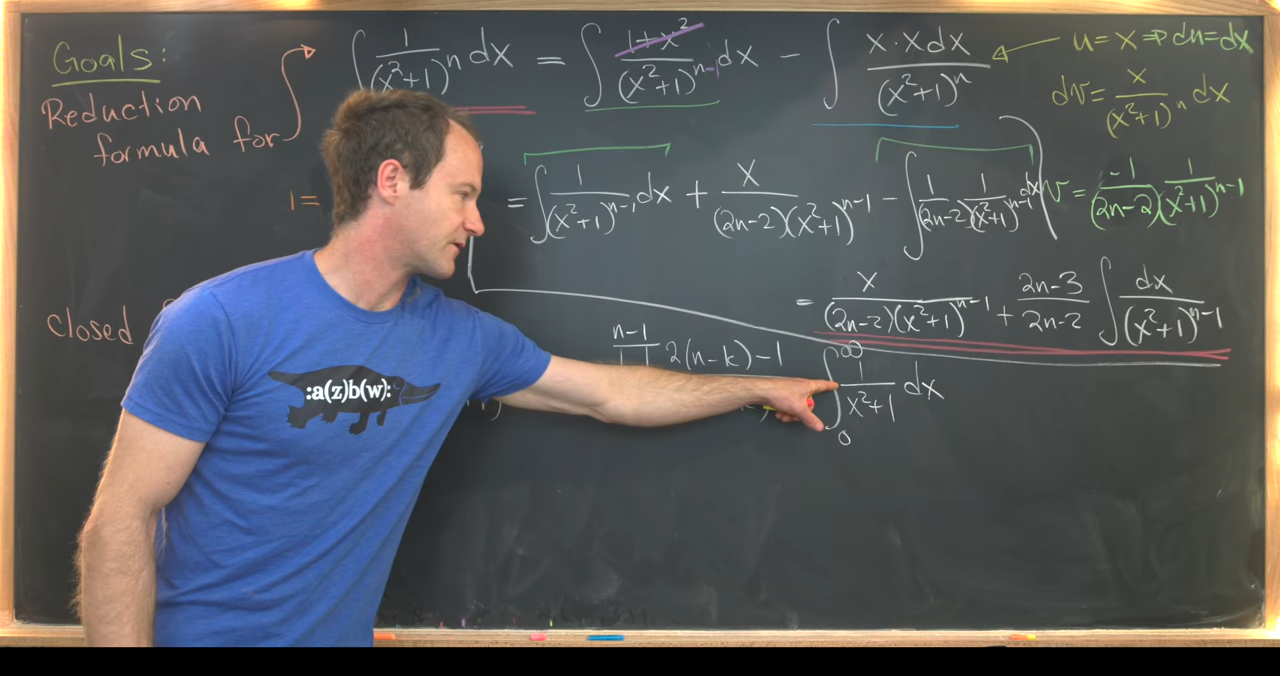 Goals:
Reduction
formula for
∫ 1/(x²+1)^n dx = ∫ (1+x²)/(x²+1)^(n-1) dx - ∫ (x·x dx)/(x²+1)^n
u = x ⇒ du = dx
dv = x/(x²+1)^n dx
v = -1/(2n-2) 1/(x²+1)^(n-1)
1 =
= ∫ 1/(x²+1)^(n-1) dx + x/((2n-2)(x²+1)^(n-1)) - ∫ 1/(2n-2) 1/(x²+1)^(n-1) dx
= x/((2n-2)(x²+1)^(n-1)) + (2n-3)/(2n-2) ∫ dx/(x²+1)^(n-1)
closed
n-1
2(n-k)-1
∫_0^∞ 1/(x²+1) dx
:a(z)b(w):